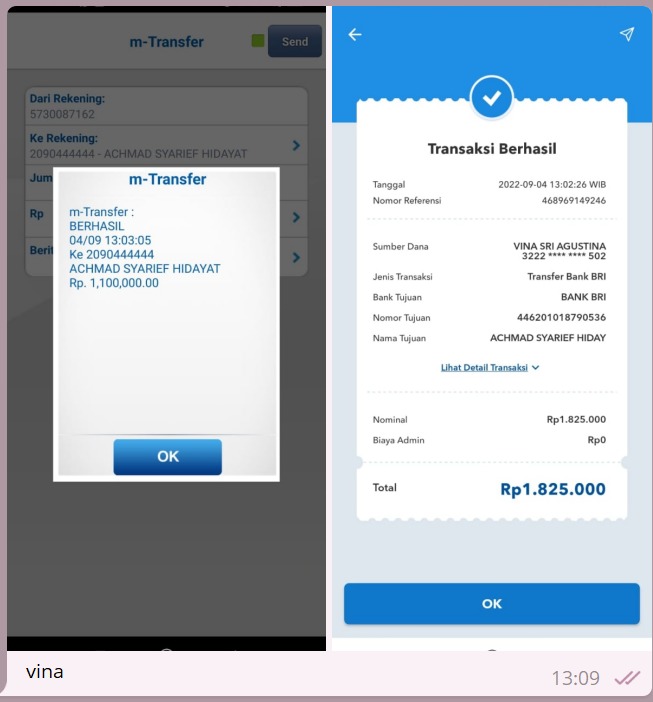 m-Transfer
Send
Dari Rekening:
5730087162
Ke Rekening:
2090444444 - ACHMAD SYARIEF HIDAYAT
Jum
Rp
Berit
m-Transfer
m-Transfer :
BERHASIL
04/09 13:03:05
Ke 2090444444
ACHMAD SYARIEF HIDAYAT
Rp. 1,100,000.00
OK
Transaksi Berhasil
Tanggal 2022-09-04 13:02:26 WIB
Nomor Referensi 468969149246
Sumber Dana VINA SRI AGUSTINA
3222 **** **** 502
Jenis Transaksi Transfer Bank BRI
Bank Tujuan BANK BRI
Nomor Tujuan 446201018790536
Nama Tujuan ACHMAD SYARIEF HIDAY
Lihat Detail Transaksi
Nominal Rp1.825.000
Biaya Admin Rp0
Total Rp1.825.000
OK
vina
13:09